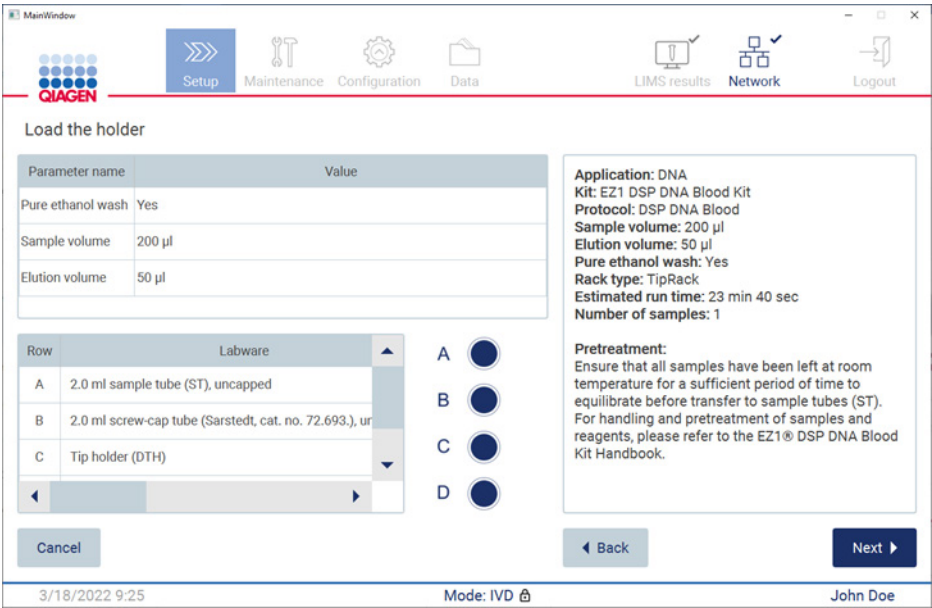 MainWindow
QIAGEN
Setup
Maintenance
Configuration
Data
LIMS results
Network
Logout
Load the holder
Parameter name Value
Pure ethanol wash Yes
Sample volume 200 µl
Elution volume 50 µl
Row Labware
A 2.0 ml sample tube (ST), uncapped
B 2.0 ml screw-cap tube (Sarstedt, cat. no. 72.693.), ur
C Tip holder (DTH)
A
B
C
D
Application: DNA
Kit: EZ1 DSP DNA Blood Kit
Protocol: DSP DNA Blood
Sample volume: 200 µl
Elution volume: 50 µl
Pure ethanol wash: Yes
Rack type: TipRack
Estimated run time: 23 min 40 sec
Number of samples: 1
Pretreatment:
Ensure that all samples have been left at room
temperature for a sufficient period of time to
equilibrate before transfer to sample tubes (ST).
For handling and pretreatment of samples and
reagents, please refer to the EZ1® DSP DNA Blood
Kit Handbook.
Cancel
Back
Next
3/18/2022 9:25
Mode: IVD
John Doe